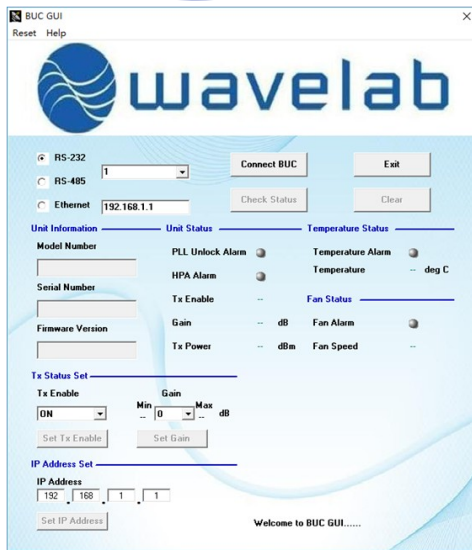 BUC GUI
Reset Help
wavelab
RS-232
RS-485
1
Ethernet 192.168.1.1
Connect BUC Exit
Check Status Clear
Unit Information Unit Status Temperature Status
Model Number
Serial Number
Firmware Version
PLL Unlock Alarm
HPA Alarm
Tx Enable --
Gain -- dB
Tx Power -- dBm
Temperature Alarm
Temperature -- deg C
Fan Status
Fan Alarm
Fan Speed --
Tx Status Set
Tx Enable Gain
ON Min -- 0 Max -- dB
Set Tx Enable Set Gain
IP Address Set
IP Address
192 . 168 . 1 . 1
Set IP Address
Welcome to BUC GUI......